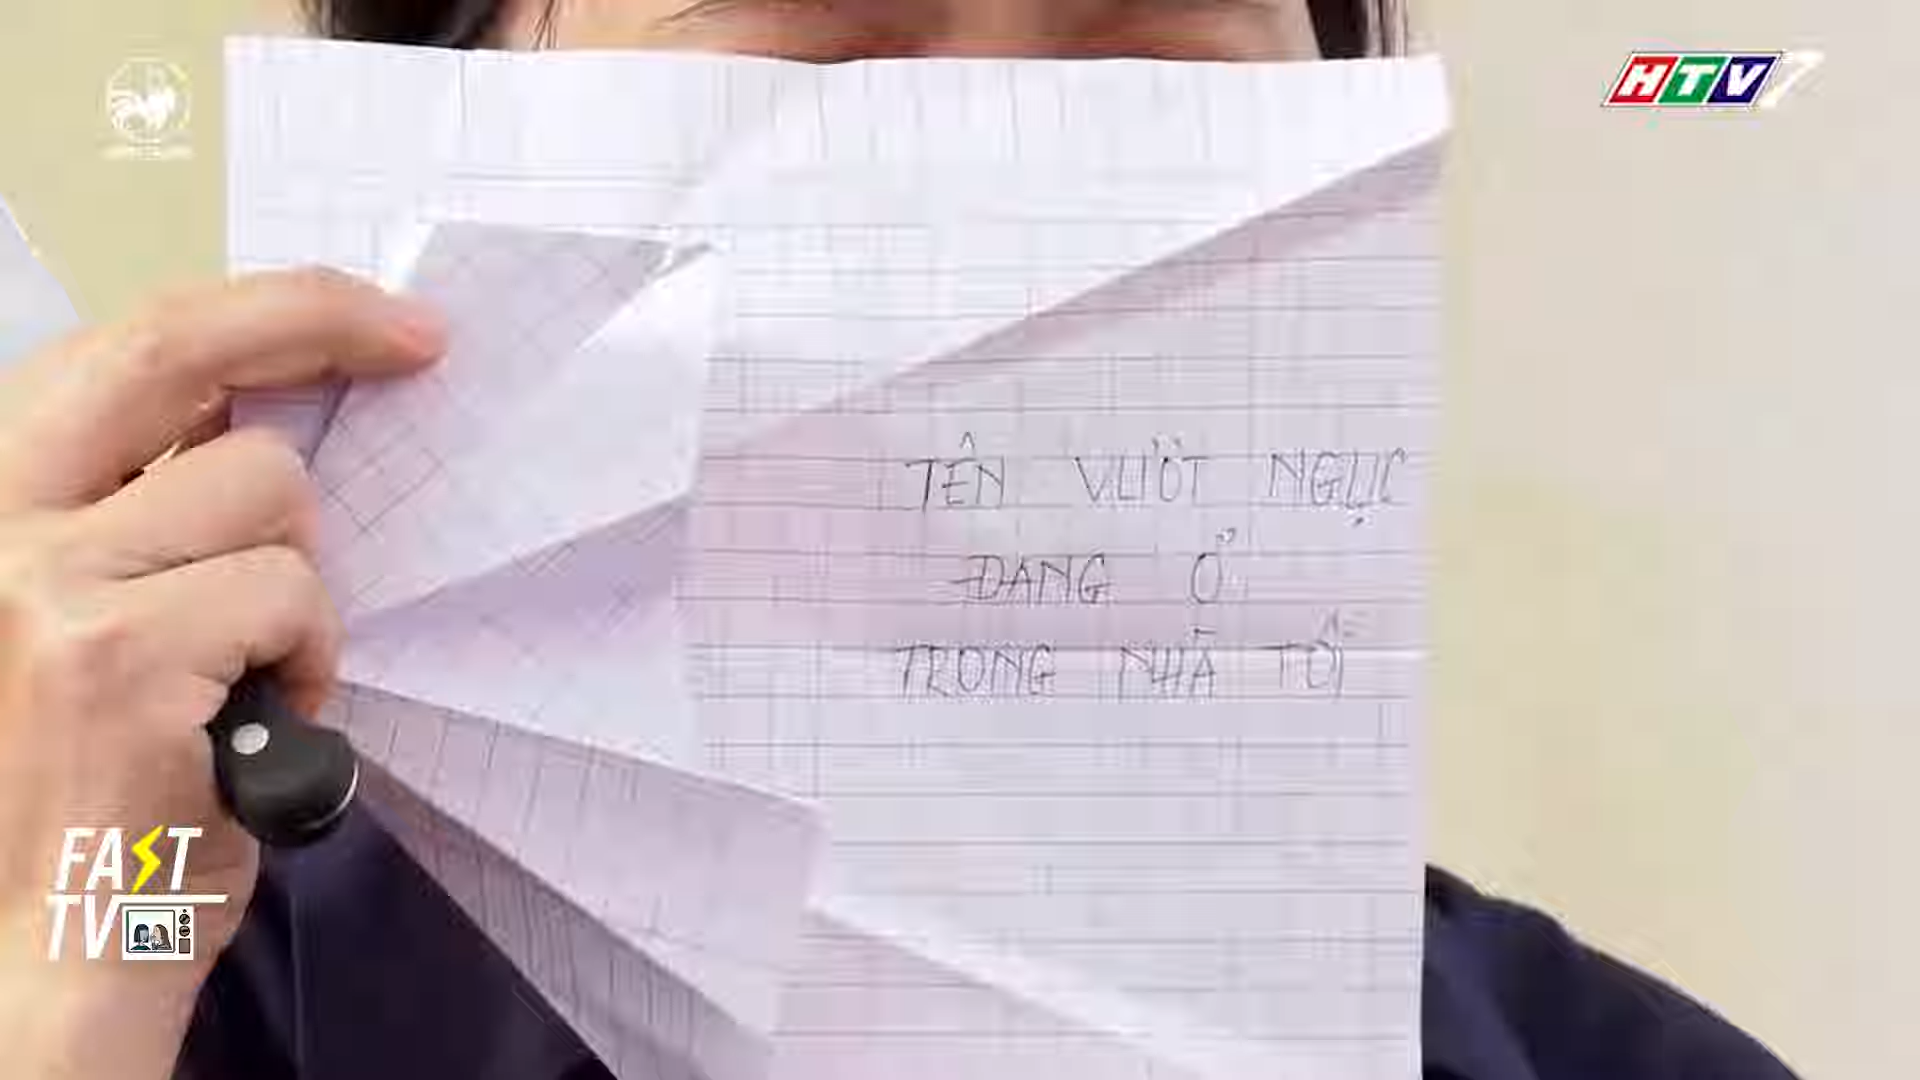 HTV7
TÊN VƯỢT NGỤC
ĐANG Ở
TRONG NHÀ TÔI
FAST
TV